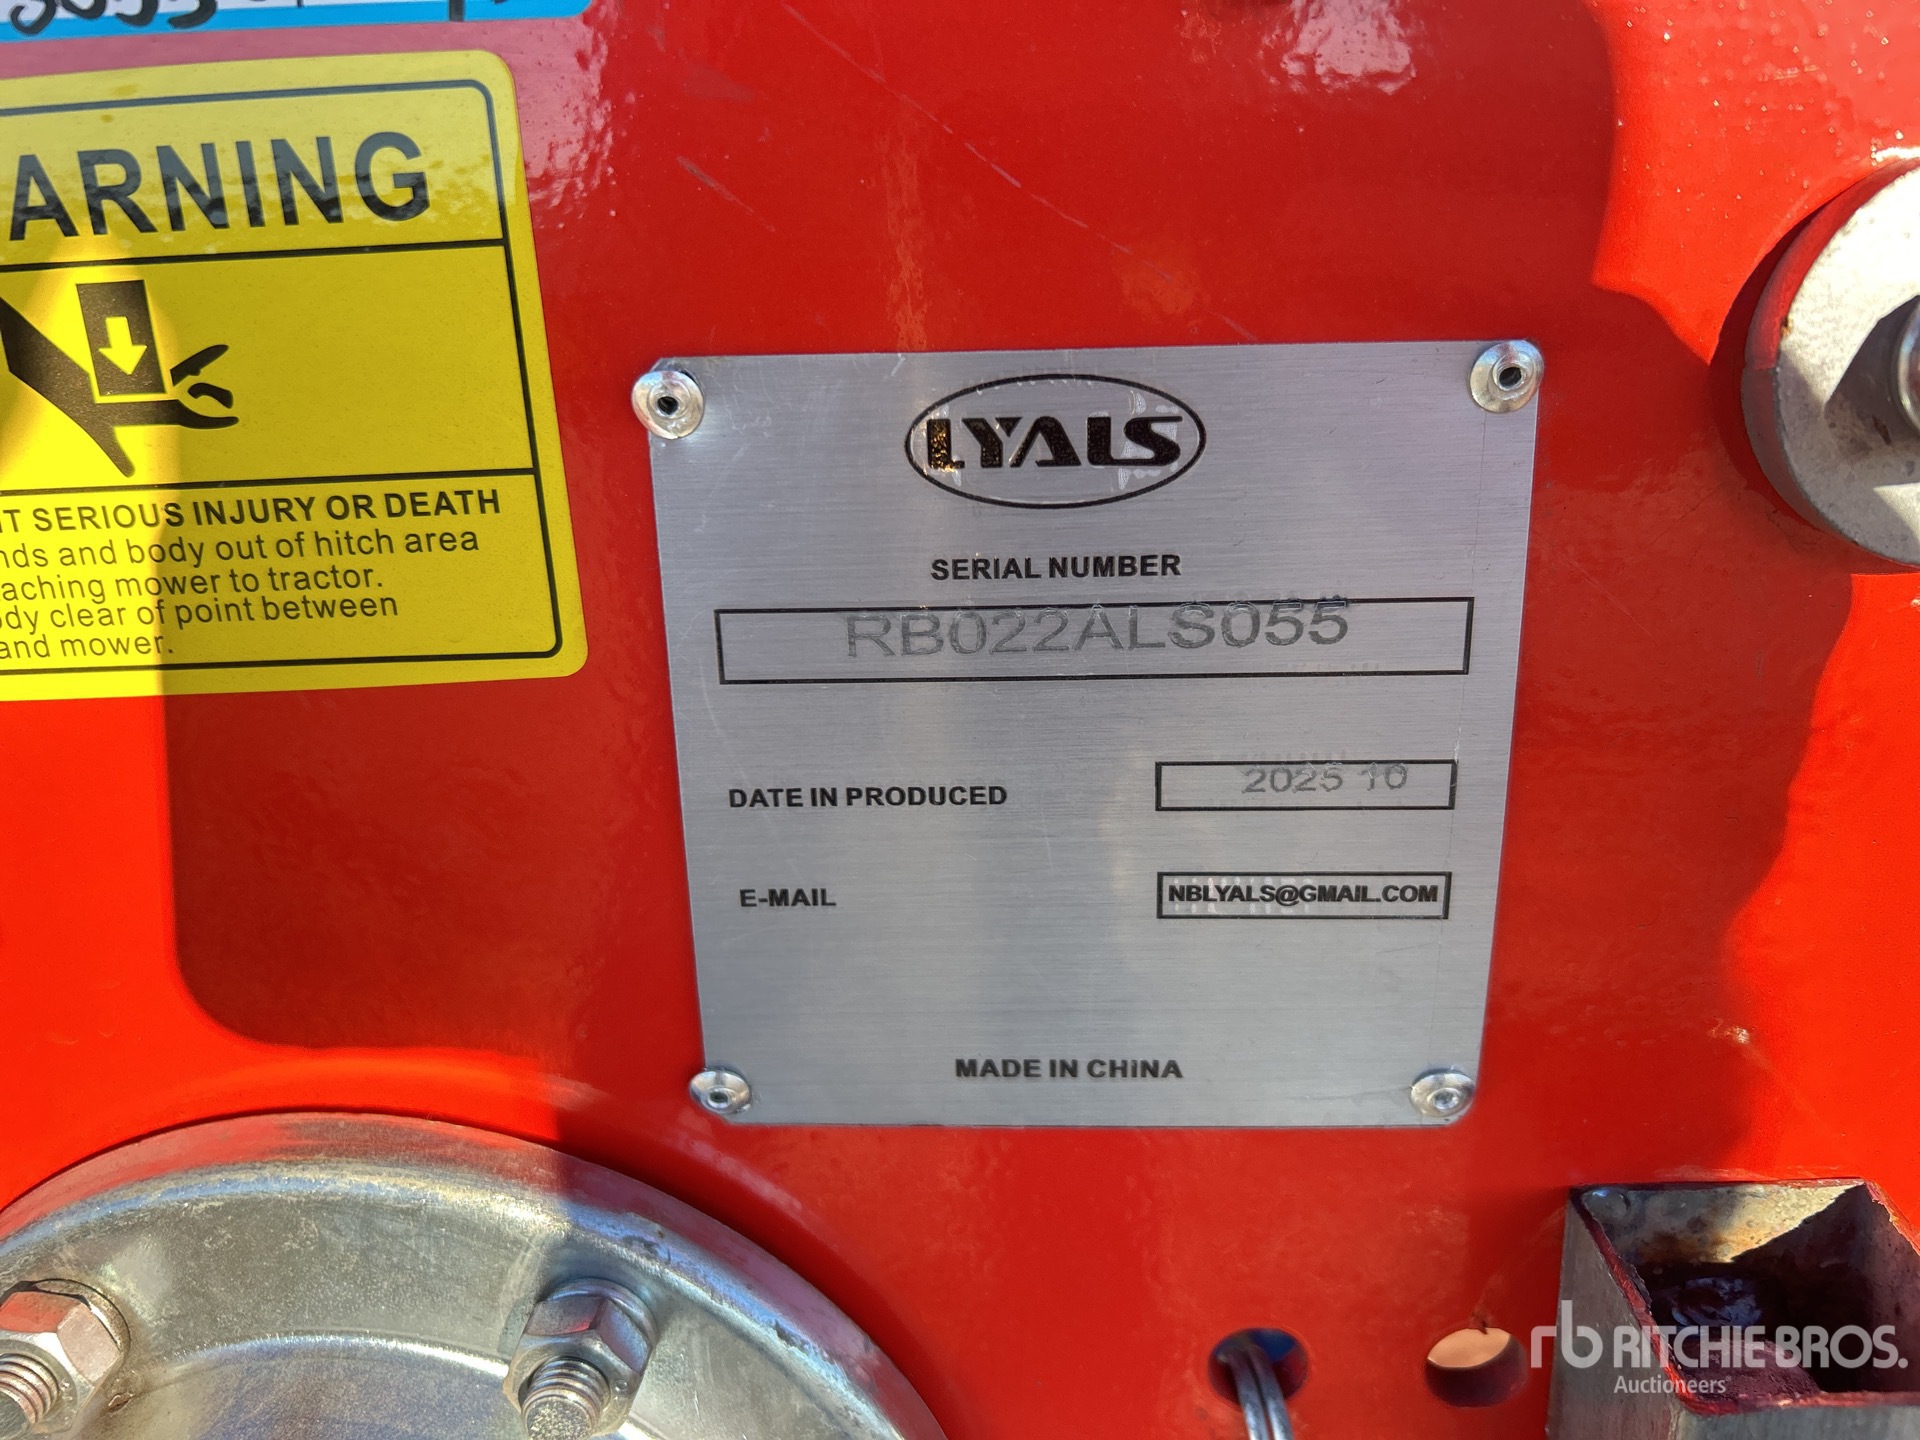 ARNING
IT SERIOUS INJURY OR DEATH
nds and body out of hitch area
aching mower to tractor.
ody clear of point between
and mower.
LYALS
SERIAL NUMBER
RB022ALS055
DATE IN PRODUCED
2025 10
E-MAIL
NBLYALS@GMAIL.COM
MADE IN CHINA
rb RITCHIE BROS.
Auctioneers